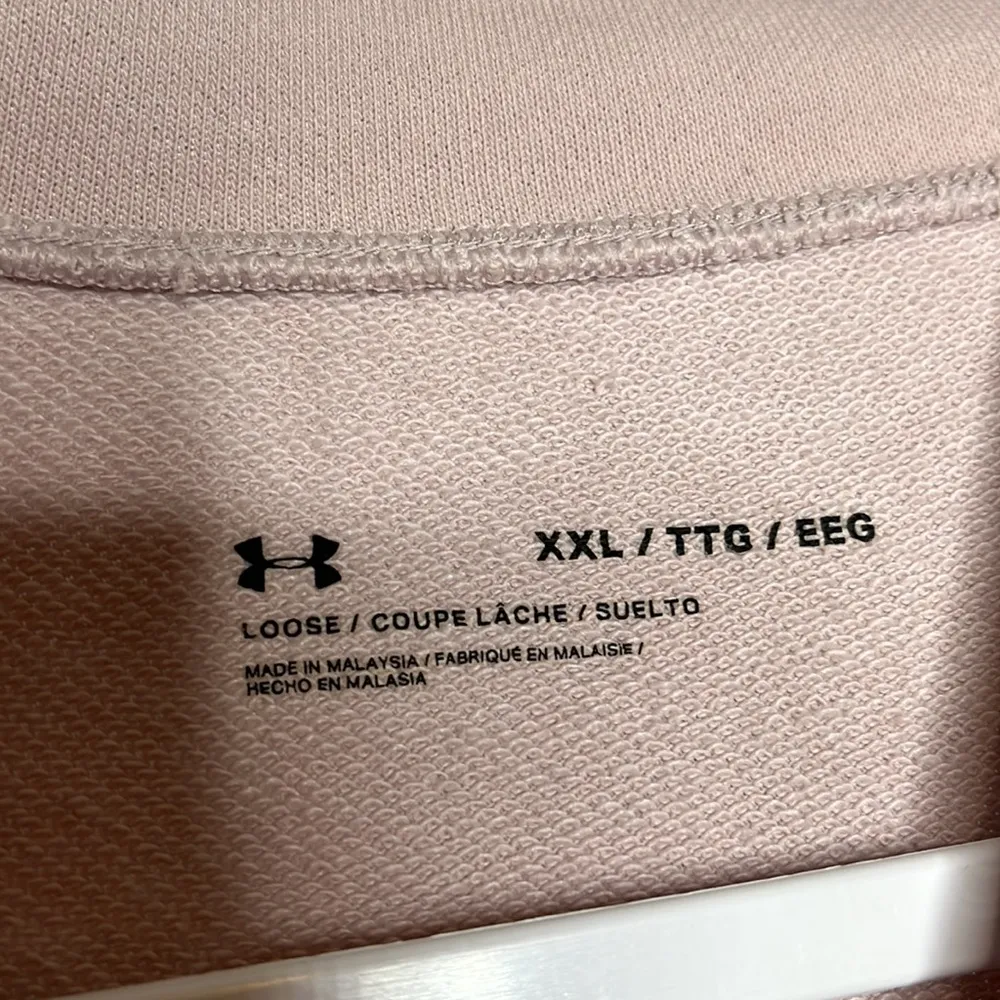 XXL / TTG / EEG
LOOSE / COUPE LÂCHE / SUELTO
MADE IN MALAYSIA / FABRIQUÉ EN MALAISIE /
HECHO EN MALASIA